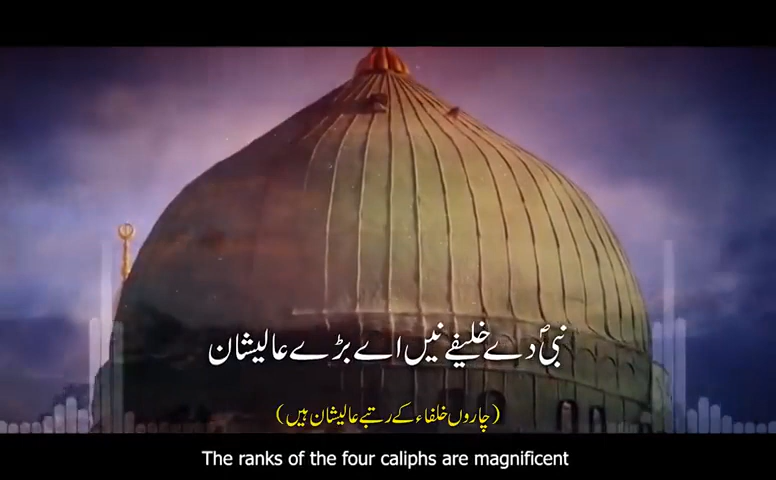 نبیؐ دے خلیفے نیں اے بڑے عالیشان
(چاروں خلفاء کے رتبے عالیشان ہیں)
The ranks of the four caliphs are magnificent